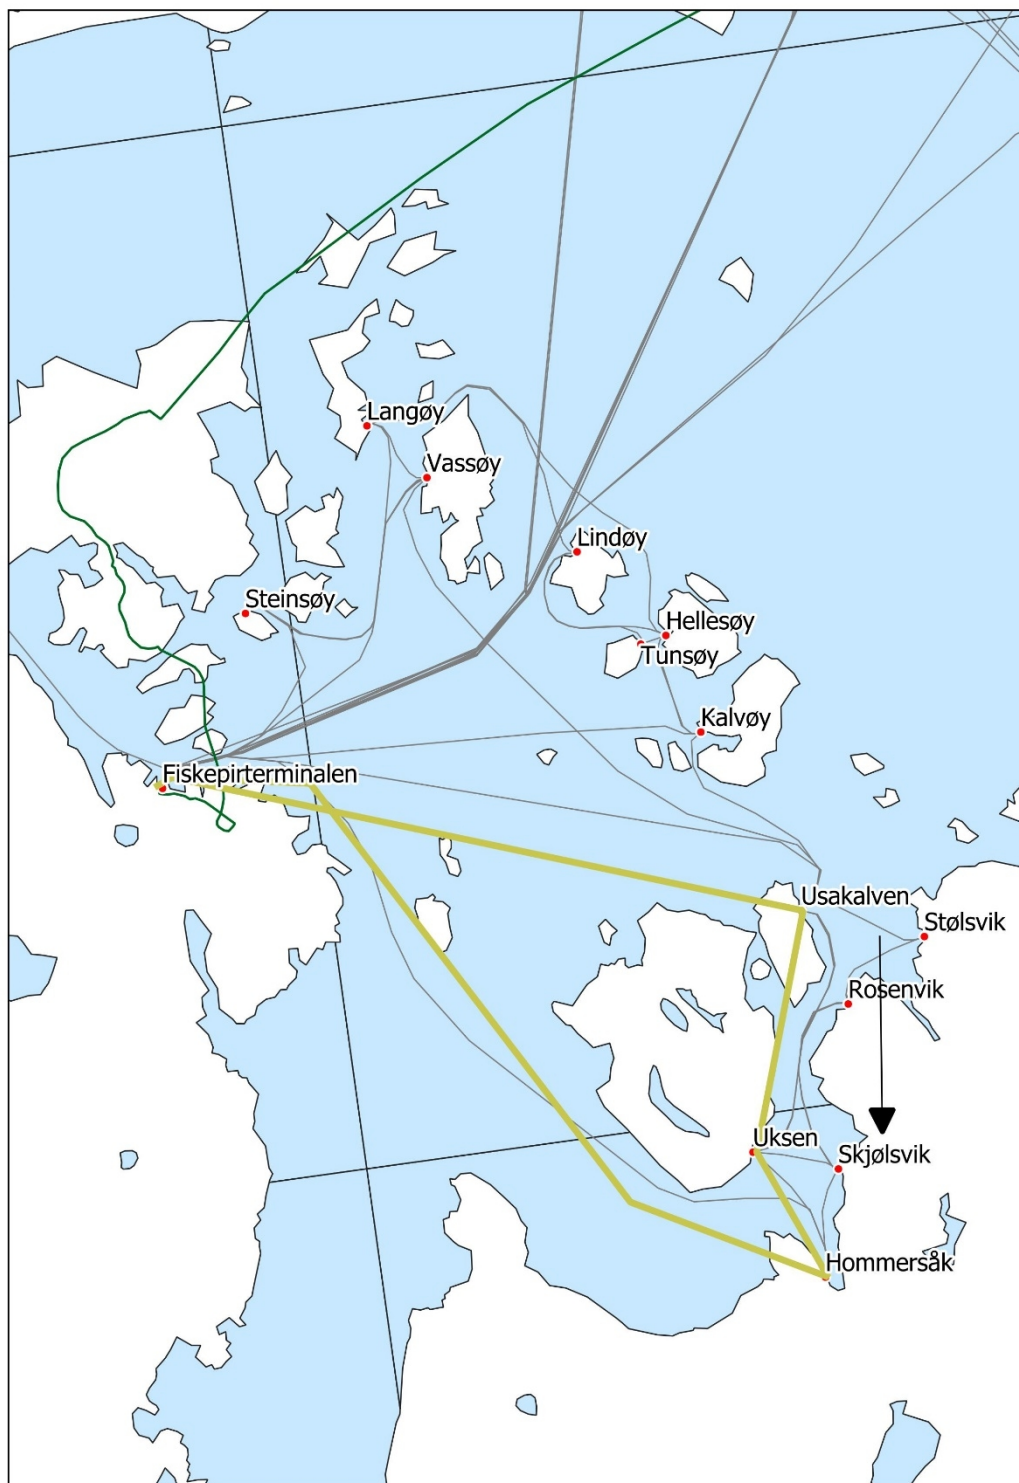 Langøy
Vassøy
Lindøy
Steinsøy
Hellesøy
Tunsøy
Kalvøy
Fiskepirterminalen
Usakalven
Stølsvik
Rosenvik
Uksen
Skjølsvik
Hommersåk